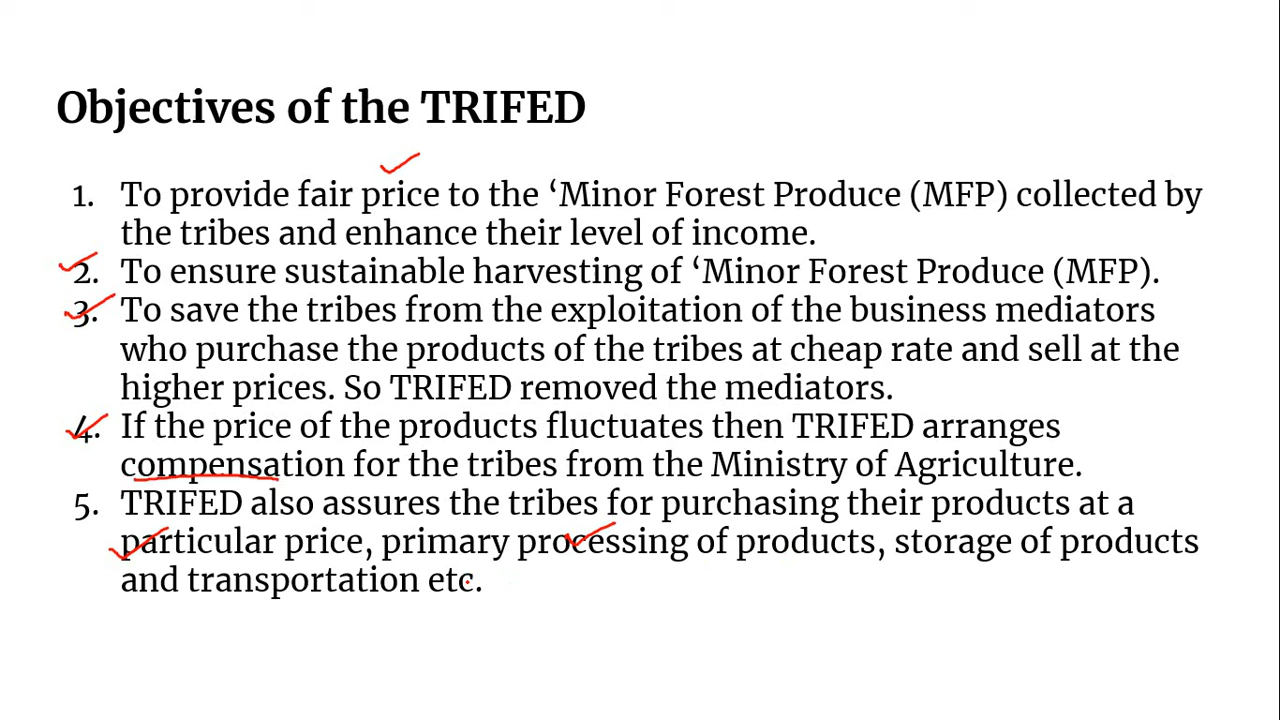 Objectives of the TRIFED
1. To provide fair price to the ‘Minor Forest Produce (MFP) collected by
the tribes and enhance their level of income.
2. To ensure sustainable harvesting of ‘Minor Forest Produce (MFP).
3. To save the tribes from the exploitation of the business mediators
who purchase the products of the tribes at cheap rate and sell at the
higher prices. So TRIFED removed the mediators.
4. If the price of the products fluctuates then TRIFED arranges
compensation for the tribes from the Ministry of Agriculture.
5. TRIFED also assures the tribes for purchasing their products at a
particular price, primary processing of products, storage of products
and transportation etc.